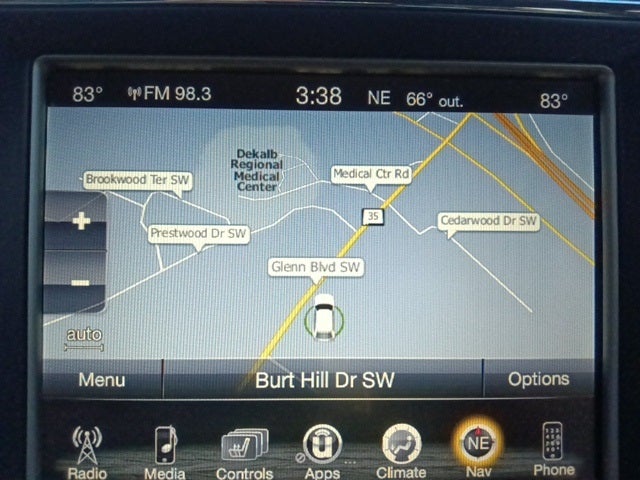 83° FM 98.3 3:38 NE 66° out. 83°
Dekalb
Regional
Medical
Center
Brookwood Ter SW
Medical Ctr Rd
35
Cedarwood Dr SW
Prestwood Dr SW
Glenn Blvd SW
+
-
auto
Menu Burt Hill Dr SW Options
NE
Radio Media Controls Apps Climate Nav Phone